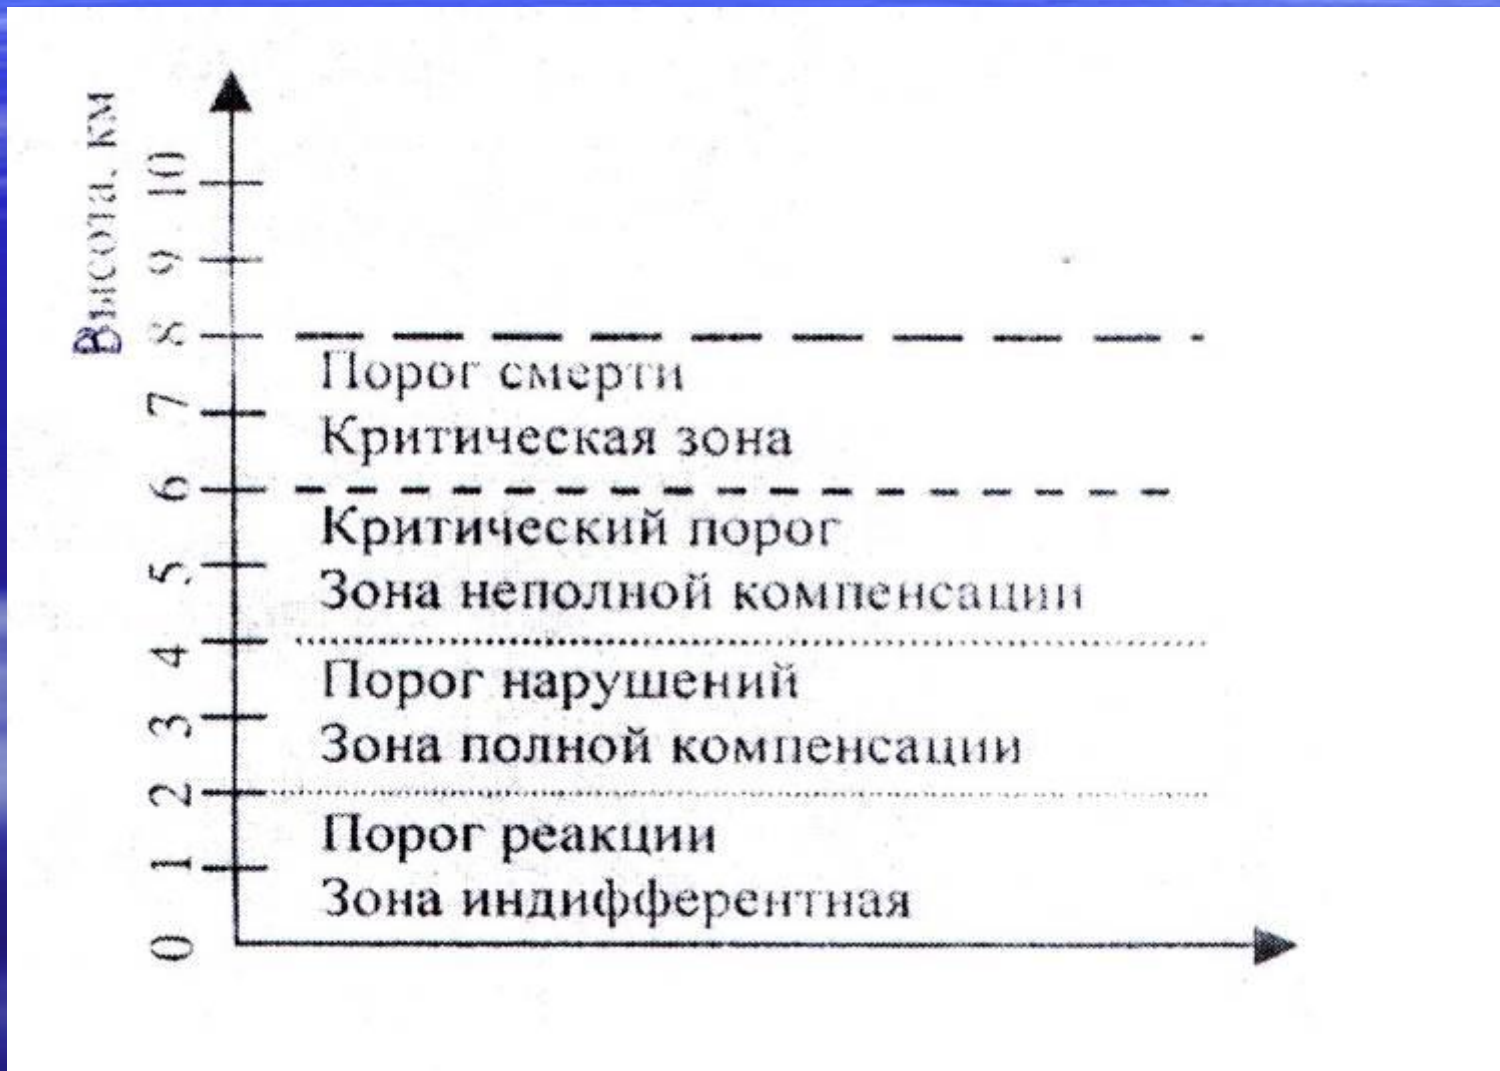 Высота, км
10
9
8
Порог смерти
7
Критическая зона
6
Критический порог
5
Зона неполной компенсации
4
Порог нарушений
3
Зона полной компенсации
2
Порог реакции
1
Зона индифферентная
0